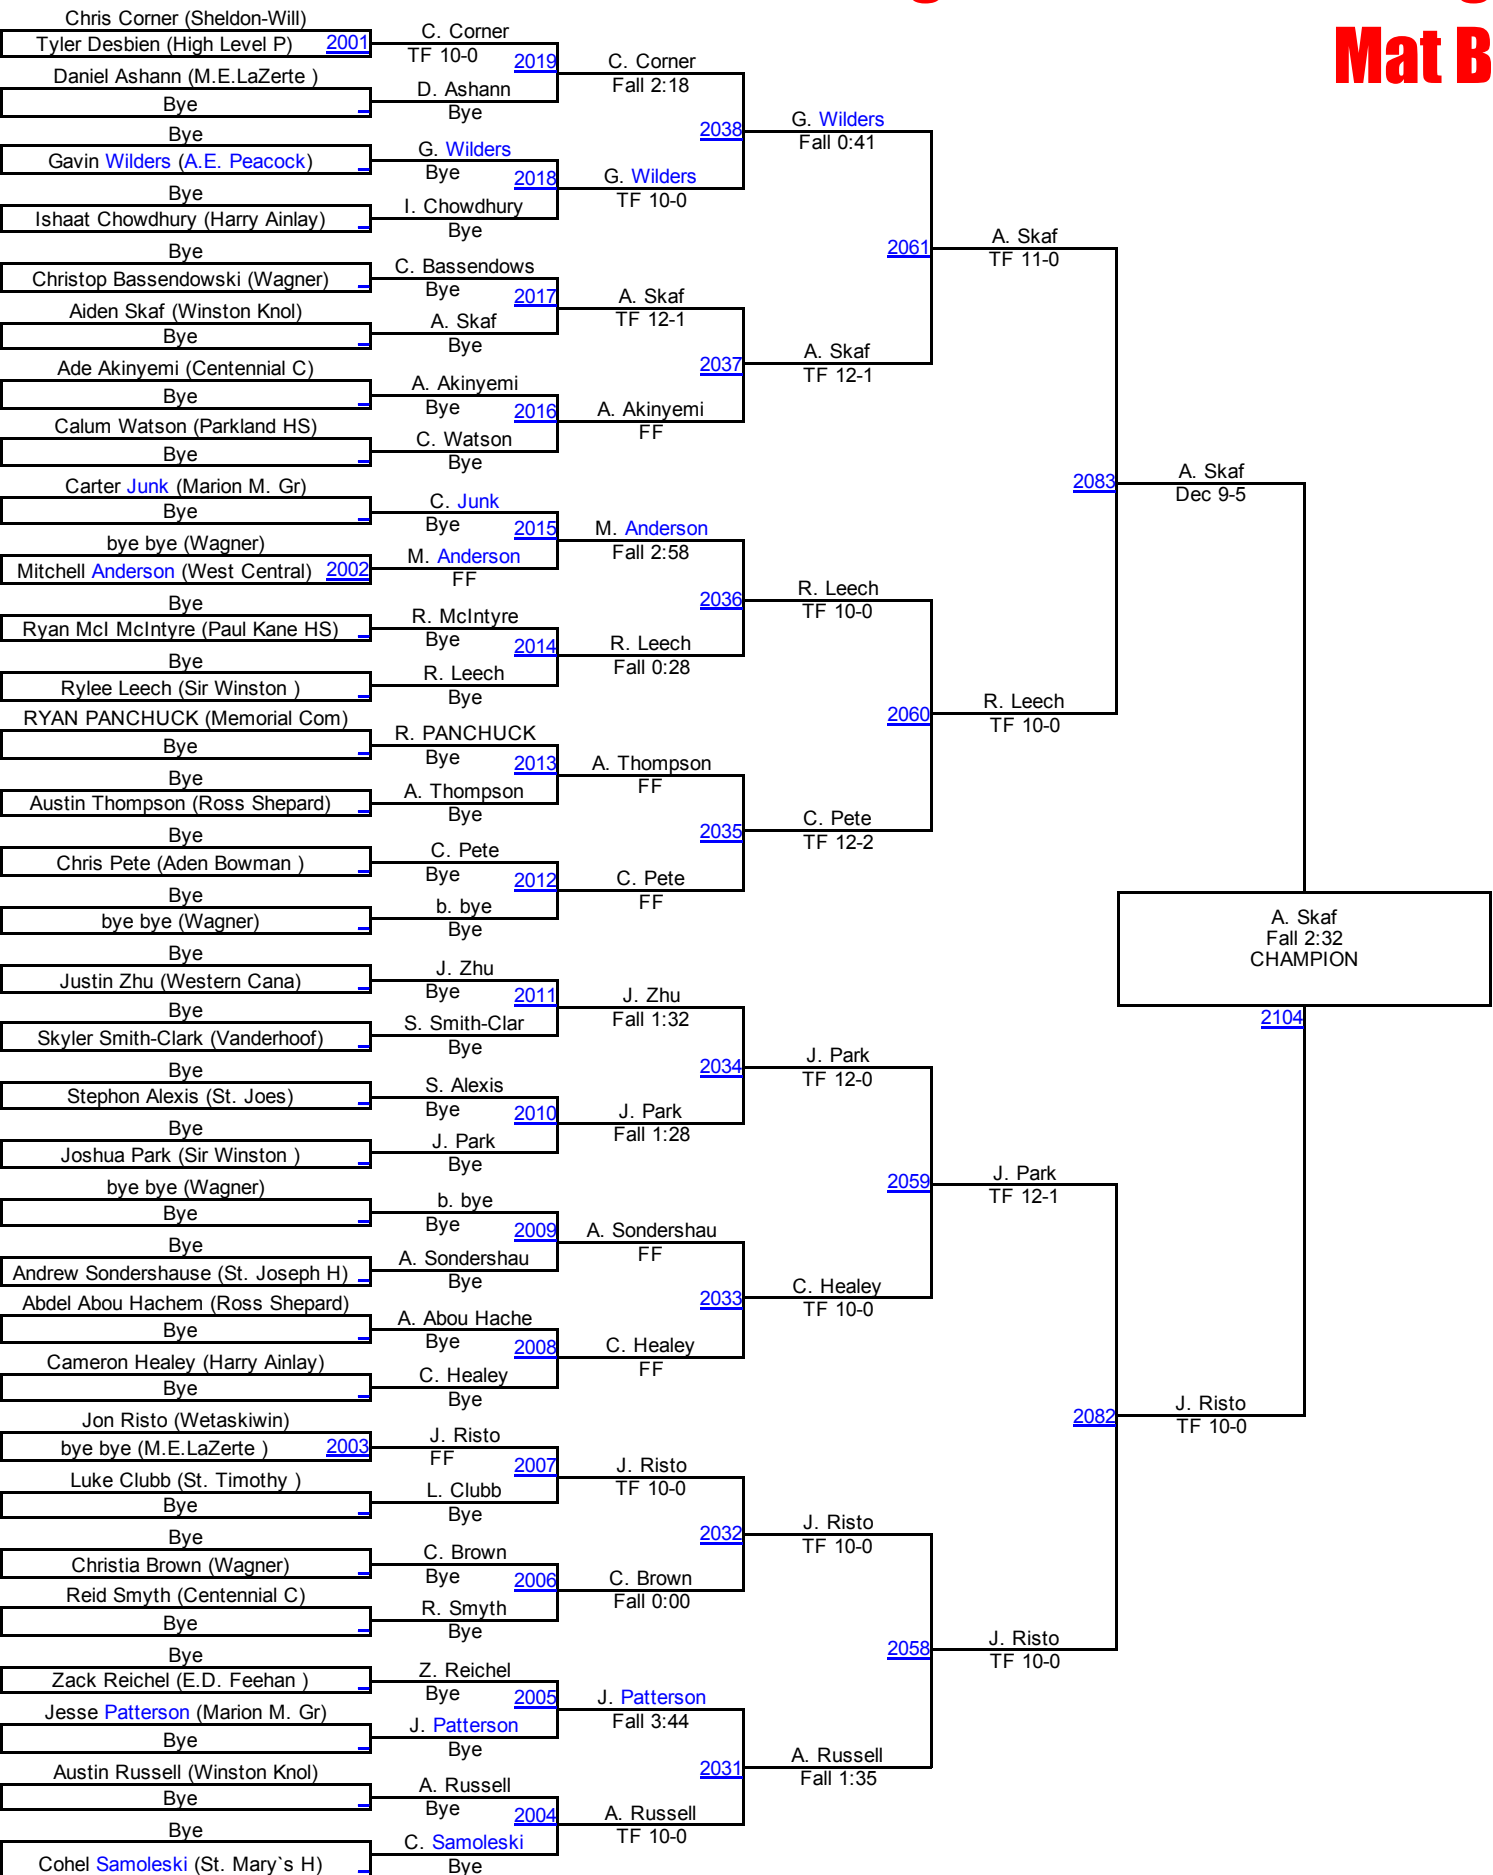 Mat B
Chris Corner (Sheldon-Will)
Tyler Desbien (High Level P) 2001
Daniel Ashann (M.E.LaZerte )
Bye
Bye
Gavin Wilders (A.E. Peacock)
Bye
Ishaat Chowdhury (Harry Ainlay)
Bye
Christop Bassendowski (Wagner)
Aiden Skaf (Winston Knol)
Bye
Ade Akinyemi (Centennial C)
Bye
Calum Watson (Parkland HS)
Bye
Carter Junk (Marion M. Gr)
Bye
bye bye (Wagner)
Mitchell Anderson (West Central) 2002
Bye
Ryan McI McIntyre (Paul Kane HS)
Bye
Rylee Leech (Sir Winston )
RYAN PANCHUCK (Memorial Com)
Bye
Bye
Austin Thompson (Ross Shepard)
Bye
Chris Pete (Aden Bowman )
Bye
bye bye (Wagner)
Bye
Justin Zhu (Western Cana)
Bye
Skyler Smith-Clark (Vanderhoof)
Bye
Stephon Alexis (St. Joes)
Bye
Joshua Park (Sir Winston )
bye bye (Wagner)
Bye
Bye
Andrew Sondershause (St. Joseph H)
Abdel Abou Hachem (Ross Shepard)
Bye
Cameron Healey (Harry Ainlay)
Bye
Jon Risto (Wetaskiwin)
bye bye (M.E.LaZerte ) 2003
Luke Clubb (St. Timothy )
Bye
Bye
Christia Brown (Wagner)
Reid Smyth (Centennial C)
Bye
Bye
Zack Reichel (E.D. Feehan )
Jesse Patterson (Marion M. Gr)
Bye
Austin Russell (Winston Knol)
Bye
Bye
Cohel Samoleski (St. Mary`s H)
C. Corner
TF 10-0
2019
D. Ashann
Bye
G. Wilders
Bye
2018
I. Chowdhury
Bye
C. Bassendows
Bye
2017
A. Skaf
Bye
A. Akinyemi
Bye
2016
C. Watson
Bye
C. Junk
Bye
2015
M. Anderson
FF
R. McIntyre
Bye
2014
R. Leech
Bye
R. PANCHUCK
Bye
2013
A. Thompson
Bye
C. Pete
Bye
2012
b. bye
Bye
J. Zhu
Bye
2011
S. Smith-Clar
Bye
S. Alexis
Bye
2010
J. Park
Bye
b. bye
Bye
2009
A. Sondershau
Bye
A. Abou Hache
Bye
2008
C. Healey
Bye
J. Risto
FF
2007
L. Clubb
Bye
C. Brown
Bye
2006
R. Smyth
Bye
Z. Reichel
Bye
2005
J. Patterson
Bye
A. Russell
Bye
2004
C. Samoleski
Bye
C. Corner
Fall 2:18
2038
G. Wilders
TF 10-0
A. Skaf
TF 12-1
2037
A. Akinyemi
FF
M. Anderson
Fall 2:58
2036
R. Leech
Fall 0:28
A. Thompson
FF
2035
C. Pete
FF
J. Zhu
Fall 1:32
2034
J. Park
Fall 1:28
A. Sondershau
FF
2033
C. Healey
FF
J. Risto
TF 10-0
2032
C. Brown
Fall 0:00
J. Patterson
Fall 3:44
2031
A. Russell
TF 10-0
G. Wilders
Fall 0:41
2061
A. Skaf
TF 12-1
R. Leech
TF 10-0
2060
C. Pete
TF 12-2
J. Park
TF 12-0
2059
C. Healey
TF 10-0
J. Risto
TF 10-0
2058
A. Russell
Fall 1:35
A. Skaf
TF 11-0
2083
R. Leech
TF 10-0
J. Park
TF 12-1
2082
J. Risto
TF 10-0
A. Skaf
Dec 9-5
A. Skaf
Fall 2:32
CHAMPION
2104
J. Risto
TF 10-0